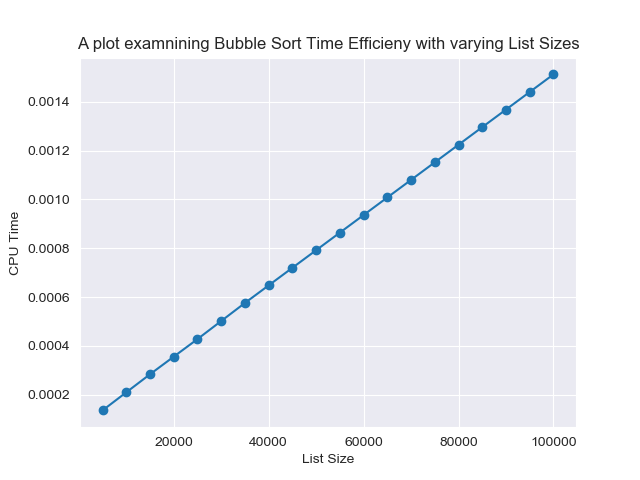 A plot examnining Bubble Sort Time Efficieny with varying List Sizes
0.0014
0.0012
0.0010
0.0008
0.0006
0.0004
0.0002
CPU Time
20000 40000 60000 80000 100000
List Size